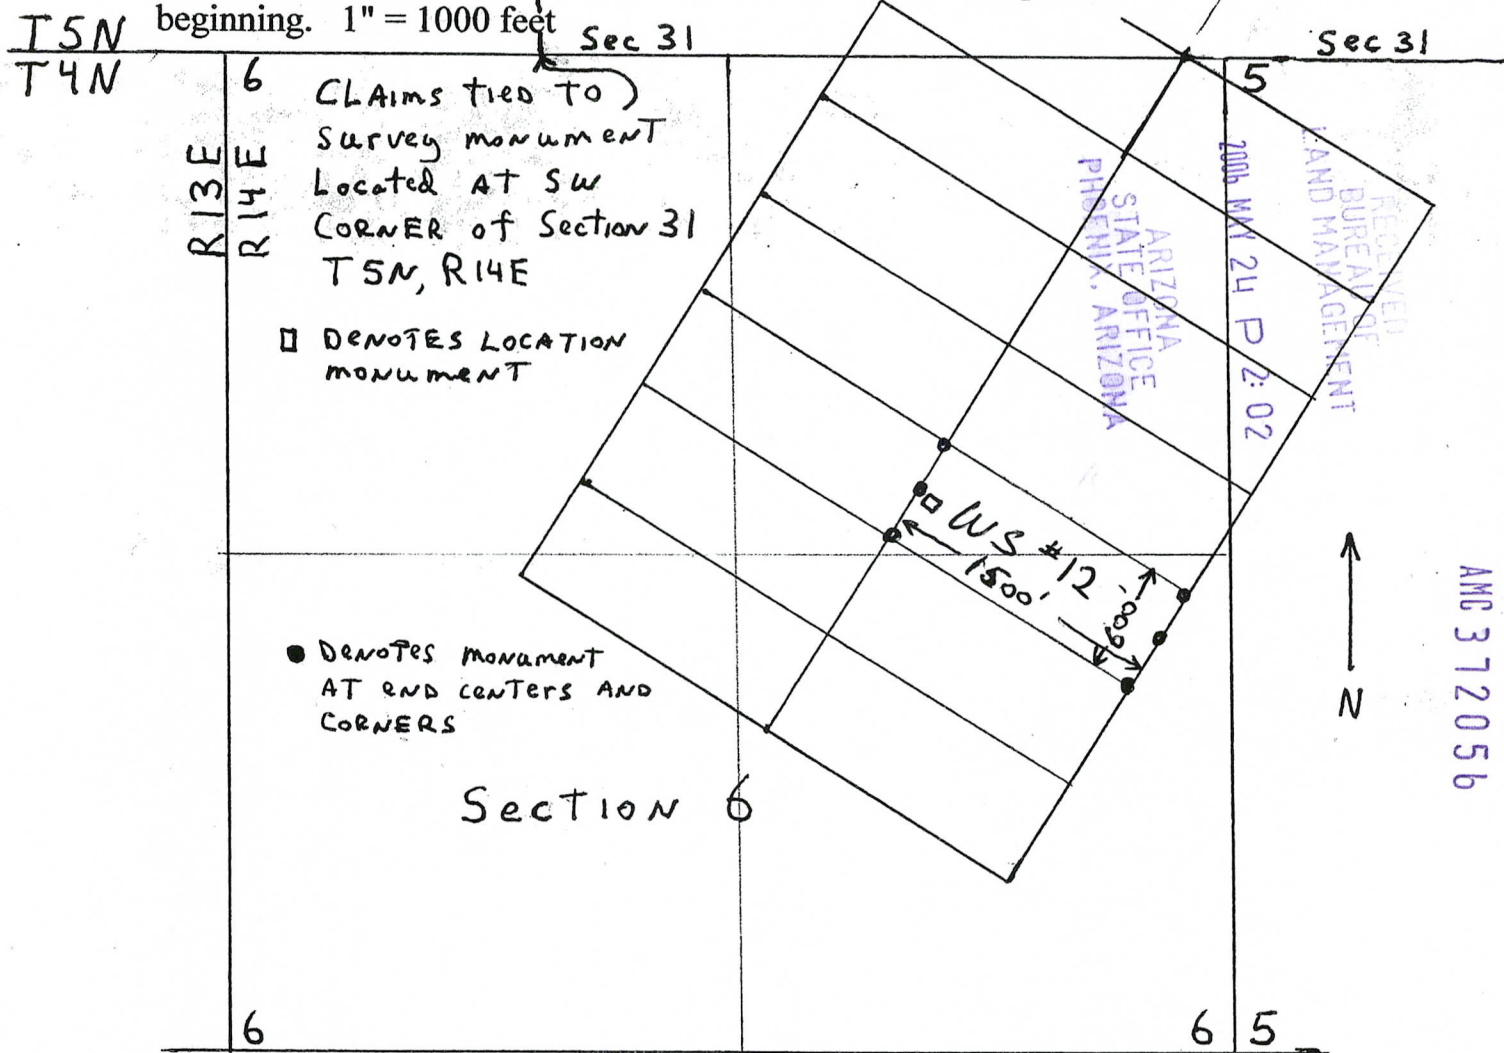 T5N
beginning. 1" = 1000 feet
Sec 31
Sec 31
T4N
6
5
CLAims tied TO
Survey monument
Located AT SW
CORNER of Section 31
T5N, R14E
R13E
R14E
□ DENOTES LOCATION
monument
RECEIVED
BUREAU OF
LAND MANAGEMENT
2006 MAY 24 P 2:02
ARIZONA
STATE OFFICE
PHOENIX, ARIZONA
WS #12
1500'
600'
● DENOTES monument
AT END CENTERS AND
CORNERS
N
AMC372056
Section 6
6
6
5